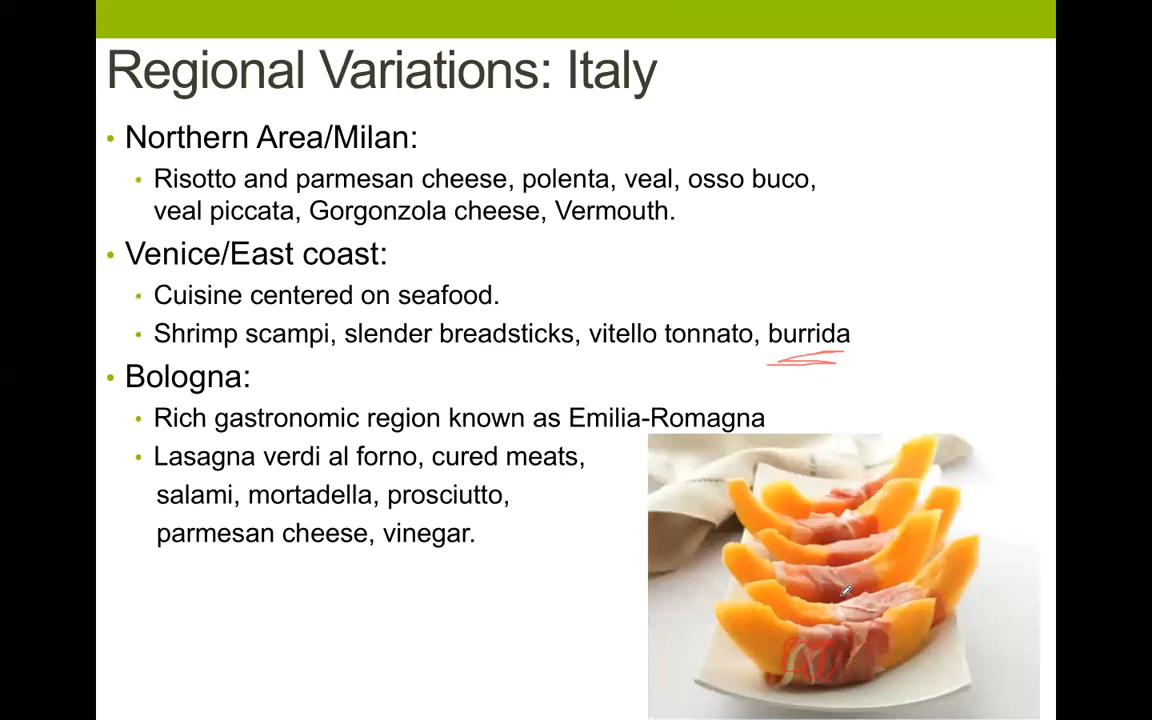 Regional Variations: Italy
• Northern Area/Milan:
• Risotto and parmesan cheese, polenta, veal, osso buco,
veal piccata, Gorgonzola cheese, Vermouth.
• Venice/East coast:
• Cuisine centered on seafood.
• Shrimp scampi, slender breadsticks, vitello tonnato, burrida
• Bologna:
• Rich gastronomic region known as Emilia-Romagna
• Lasagna verdi al forno, cured meats,
salami, mortadella, prosciutto,
parmesan cheese, vinegar.